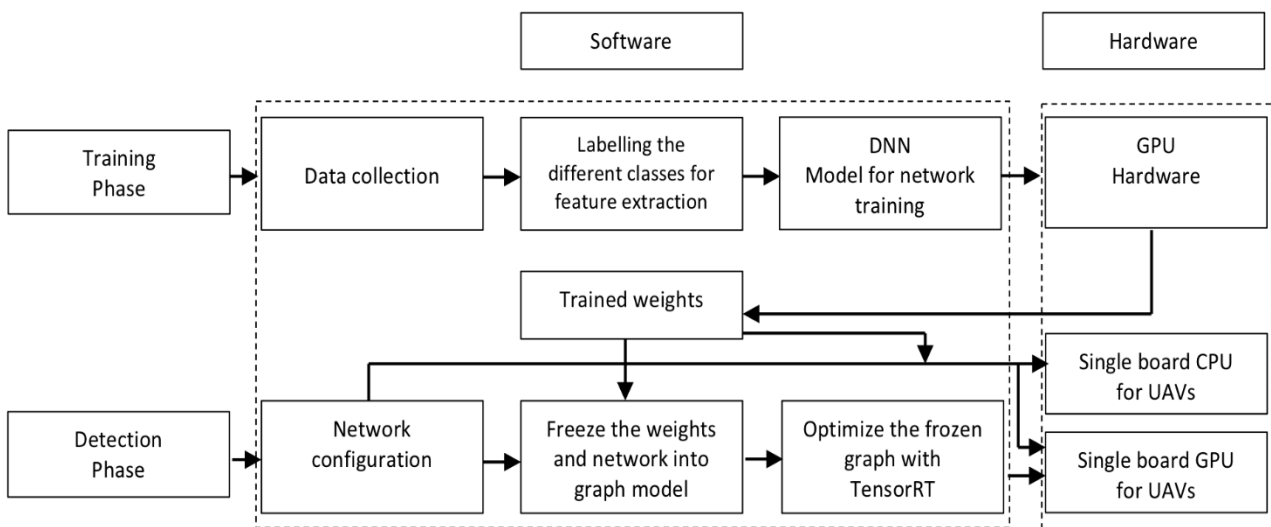 Software
Hardware
Training
Phase
Data collection
Labelling the
different classes for
feature extraction
DNN
Model for network
training
GPU
Hardware
Trained weights
Single board CPU
for UAVs
Detection
Phase
Network
configuration
Freeze the weights
and network into
graph model
Optimize the frozen
graph with
TensorRT
Single board GPU
for UAVs